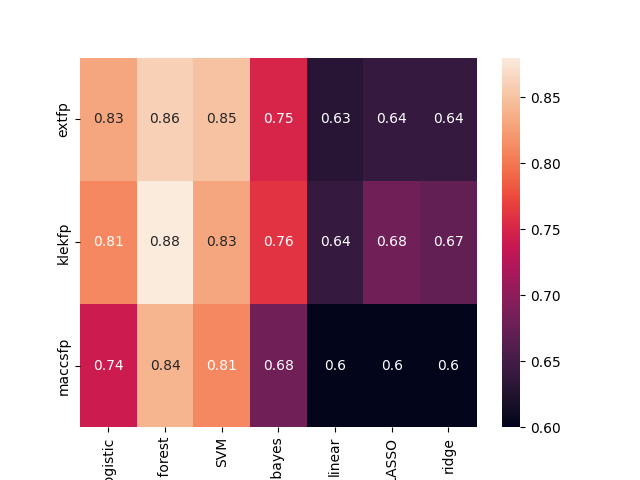 extfp 0.83 0.86 0.85 0.75 0.63 0.64 0.64
klekfp 0.81 0.88 0.83 0.76 0.64 0.68 0.67
maccsfp 0.74 0.84 0.81 0.68 0.6 0.6 0.6
ogistic forest SVM bayes linear ASSO ridge
0.85
0.80
0.75
0.70
0.65
0.60